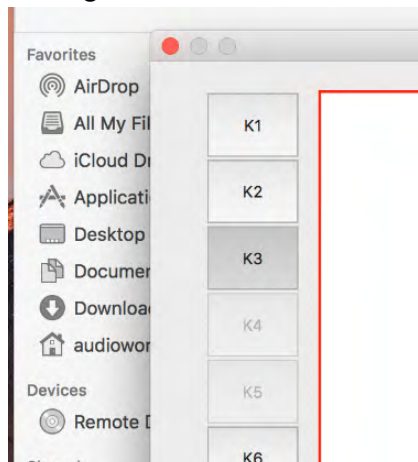 Favorites
AirDrop
All My Fil
iCloud Dr
Applicati
Desktop
Documen
Downloa
audiowor
Devices
Remote D
K1
K2
K3
K4
K5
K6